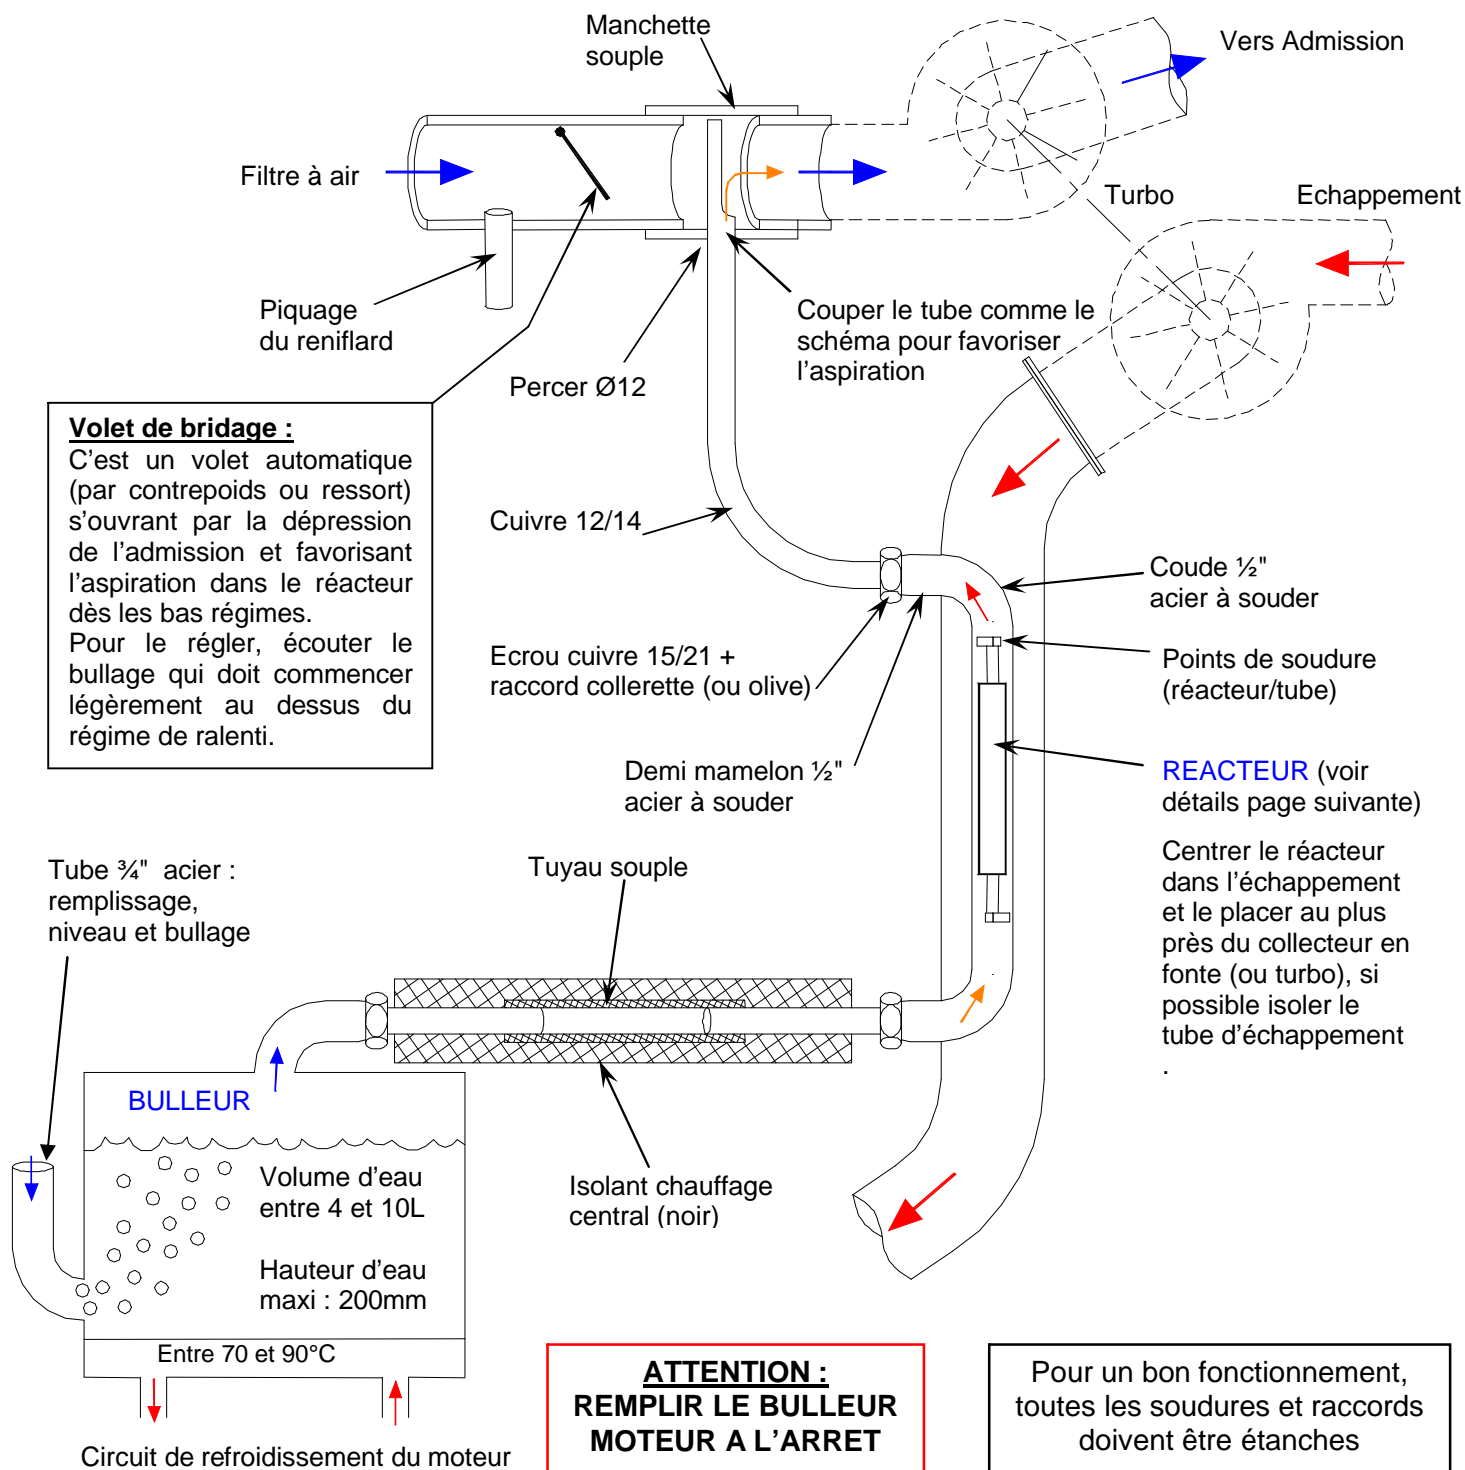 Manchette
souple
Vers Admission
Filtre à air
Turbo
Echappement
Piquage
du reniflard
Couper le tube comme le
schéma pour favoriser
l'aspiration
Percer Ø12
Volet de bridage :
C'est un volet automatique
(par contrepoids ou ressort)
s'ouvrant par la dépression
de l'admission et favorisant
l'aspiration dans le réacteur
dès les bas régimes.
Pour le régler, écouter le
bullage qui doit commencer
légèrement au dessus du
régime de ralenti.
Cuivre 12/14
Coude ½"
acier à souder
Ecrou cuivre 15/21 +
raccord collerette (ou olive)
Points de soudure
(réacteur/tube)
Demi mamelon ½"
acier à souder
REACTEUR (voir
détails page suivante)
Centrer le réacteur
dans l'échappement
et le placer au plus
près du collecteur en
fonte (ou turbo), si
possible isoler le
tube d'échappement
.
Tube ¾" acier :
remplissage,
niveau et bullage
Tuyau souple
BULLEUR
Volume d'eau
entre 4 et 10L
Hauteur d'eau
maxi : 200mm
Isolant chauffage
central (noir)
Entre 70 et 90°C
Circuit de refroidissement du moteur
ATTENTION :
REMPLIR LE BULLEUR
MOTEUR A L'ARRET
Pour un bon fonctionnement,
toutes les soudures et raccords
doivent être étanches